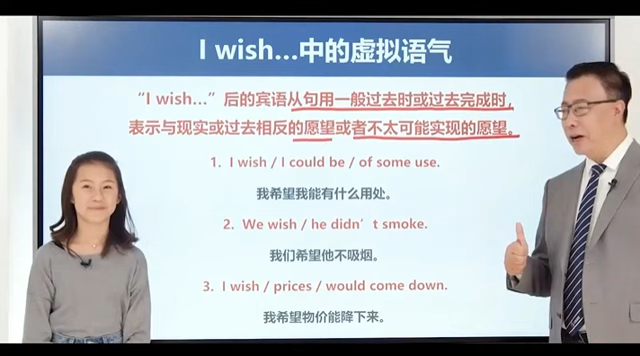 I wish...中的虚拟语气
“I wish...”后的宾语从句用一般过去时或过去完成时,
表示与现实或过去相反的愿望或者不太可能实现的愿望。
1. I wish / I could be / of some use.
我希望我能有什么用处。
2. We wish / he didn't smoke.
我们希望他不吸烟。
3. I wish / prices / would come down.
我希望物价能降下来。